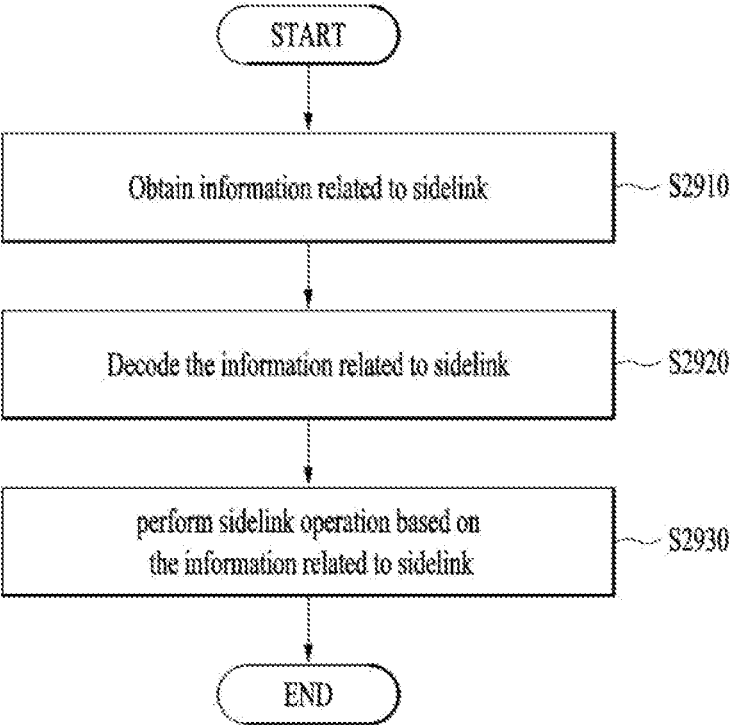 START
Obtain information related to sidelink
S2910
Decode the information related to sidelink
S2920
perform sidelink operation based on
the information related to sidelink
S2930
END